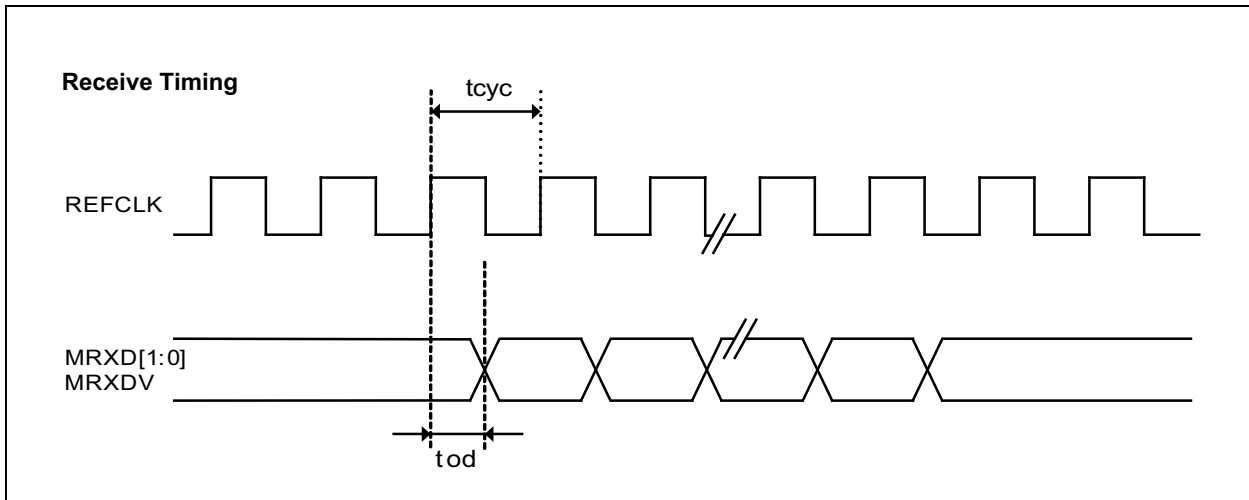 Receive Timing
tcyc
REFCLK
MRXD[1:0]
MRXDV
tod